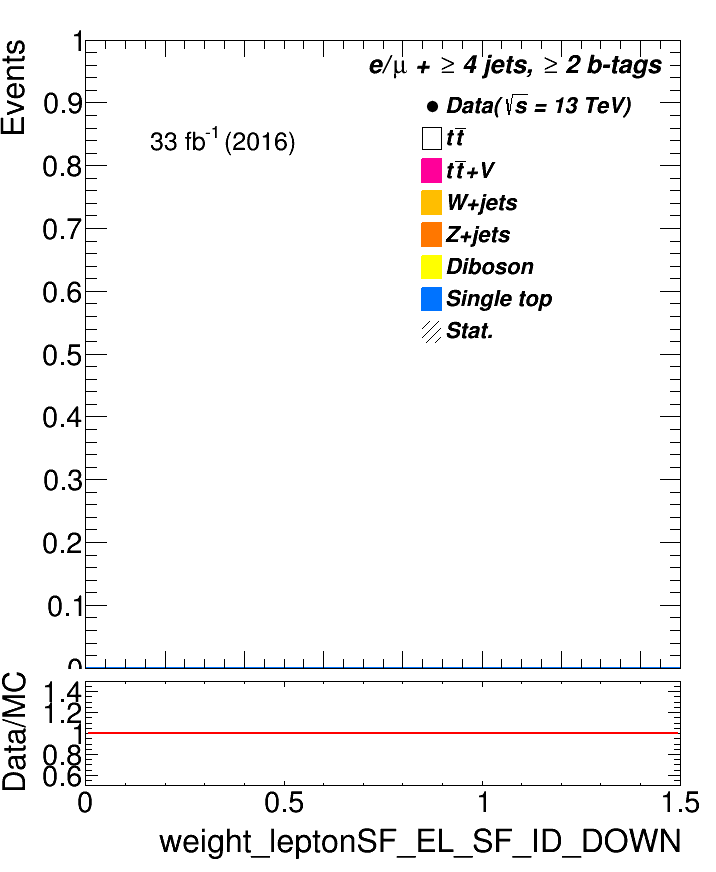 Events
1
0.9
0.8
0.7
0.6
0.5
0.4
0.3
0.2
0.1
0
e/μ + ≥ 4 jets, ≥ 2 b-tags
33 fb⁻¹ (2016)
Data(√s = 13 TeV)
tt̅
tt̅+V
W+jets
Z+jets
Diboson
Single top
Stat.
Data/MC
1.4
1.2
1
0.8
0.6
0 0.5 1 1.5
weight_leptonSF_EL_SF_ID_DOWN